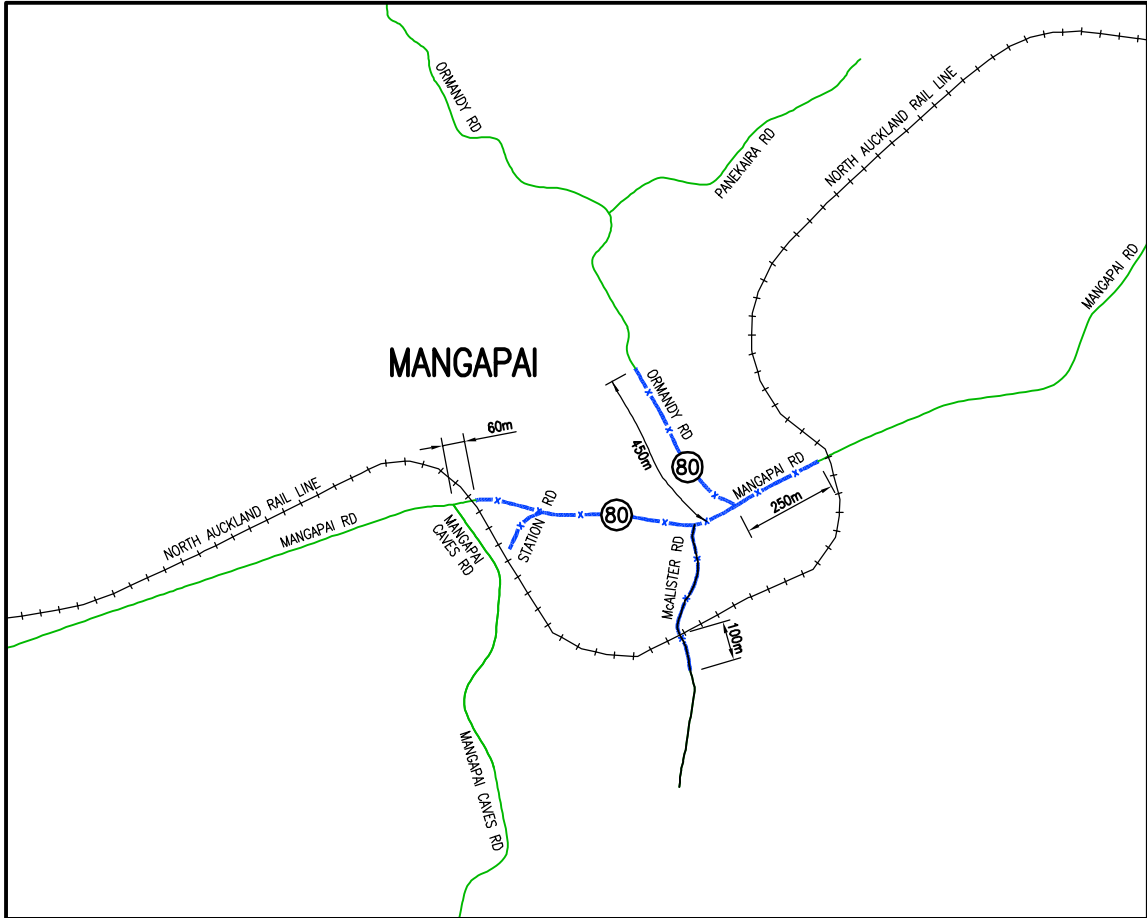 ORMANDY RD
PANEKAIRA RD
NORTH AUCKLAND RAIL LINE
MANGAPAI RD
MANGAPAI
ORMANDY RD
60m
450m
80
MANGAPAI RD
250m
NORTH AUCKLAND RAIL LINE
MANGAPAI RD
MANGAPAI
CAVES RD
STATION RD
80
McALISTER RD
100m
MANGAPAI CAVES RD